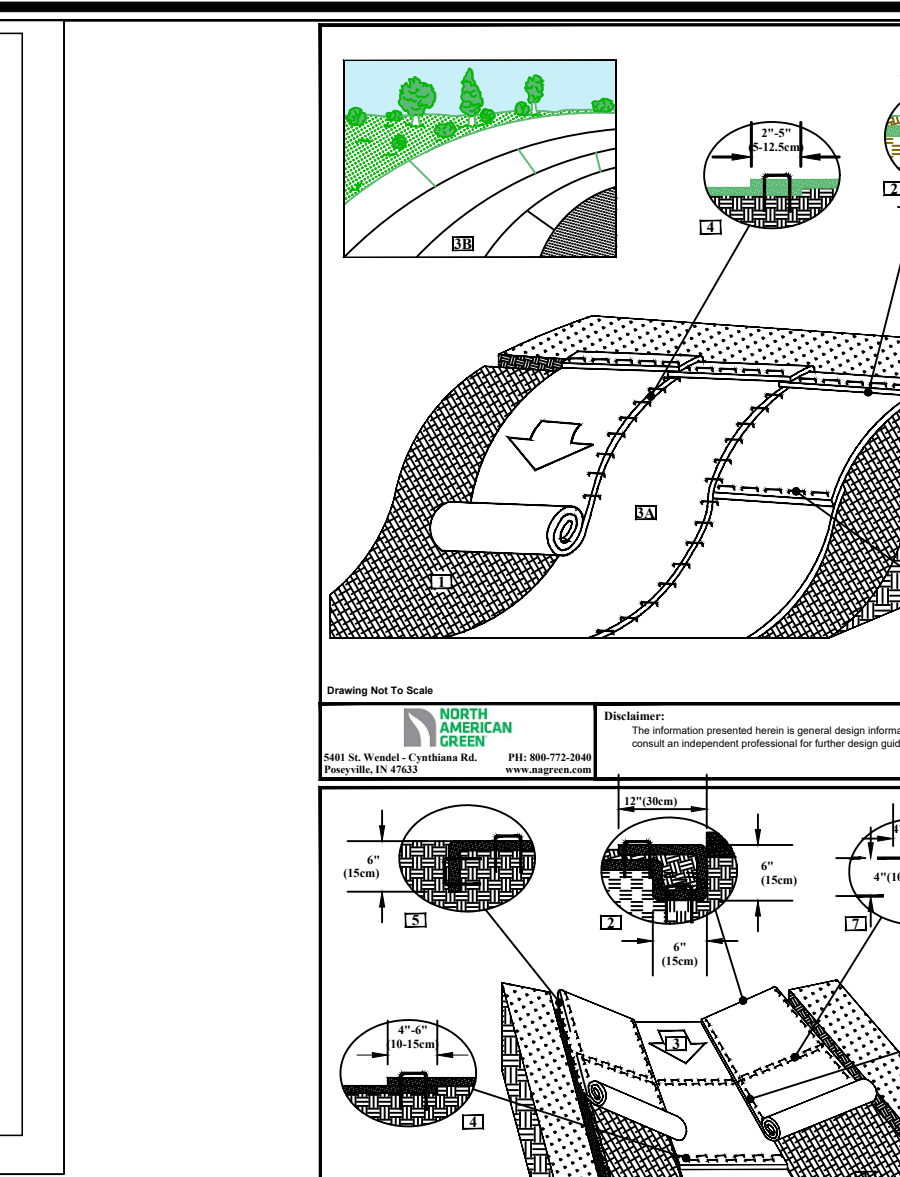 2"-5"
(5-12.5cm)
2
4
3B
3A
1
Drawing Not To Scale
NORTH
AMERICAN
GREEN
5401 St. Wendel - Cynthiana Rd.
Poseyville, IN 47633
PH: 800-772-2040
www.nagreen.com
Disclaimer:
The information presented herein is general design
consult an independent professional for further design
12"(30cm)
6"
(15cm)
5
6"
(15cm)
2
6"
(15cm)
7
4"-6"
(10-15cm)
3
4